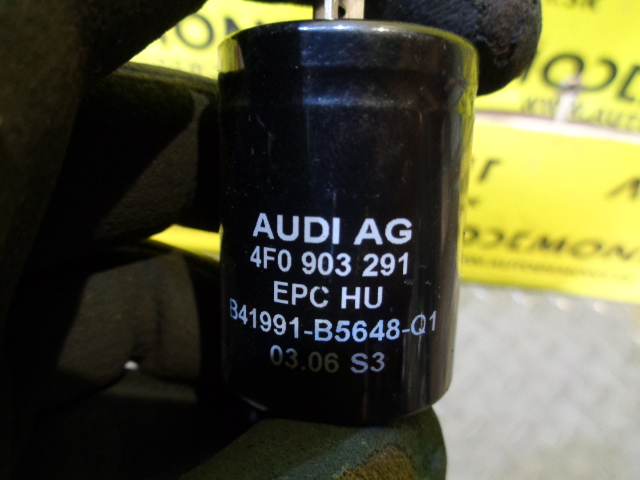 AUDI AG
4F0 903 291
EPC HU
B41991-B5648-Q1
03.06 S3